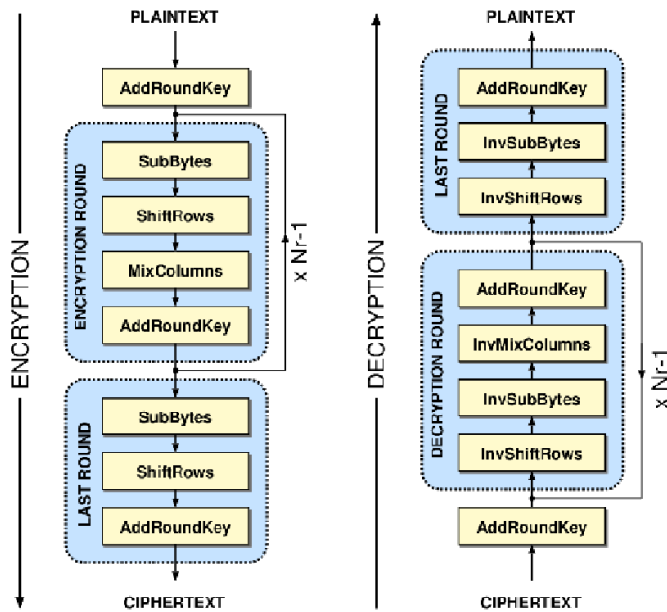 PLAINTEXT
AddRoundKey
SubBytes
ShiftRows
MixColumns
AddRoundKey
ENCRYPTION ROUND
x Nr-1
SubBytes
ShiftRows
AddRoundKey
LAST ROUND
CIPHERTEXT
ENCRYPTION
PLAINTEXT
AddRoundKey
InvSubBytes
InvShiftRows
LAST ROUND
AddRoundKey
InvMixColumns
InvSubBytes
InvShiftRows
DECRYPTION ROUND
x Nr-1
AddRoundKey
CIPHERTEXT
DECRYPTION